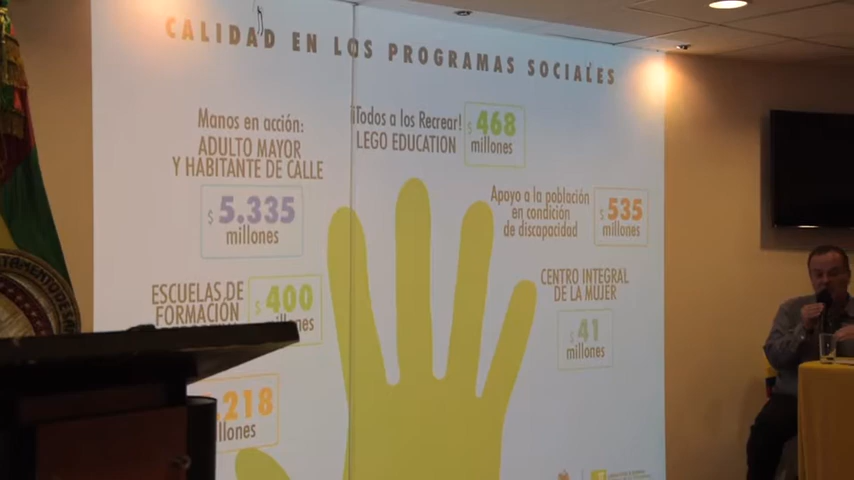 CALIDAD EN LOS PROGRAMAS SOCIALES
Manos en acción:
ADULTO MAYOR
Y HABITANTE DE CALLE
$5.335
millones
¡Todos a los Recrear!
LEGO EDUCATION
$468
millones
Apoyo a la población
en condición
de discapacidad
$535
millones
ESCUELAS DE
FORMACIÓN
$400
millones
CENTRO INTEGRAL
DE LA MUJER
$41
millones
.218
llones